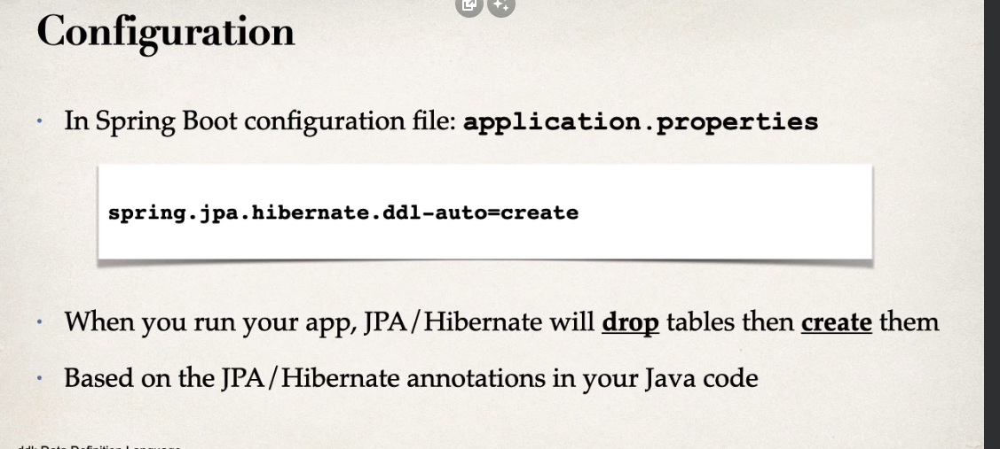 Configuration
• In Spring Boot configuration file: application.properties
spring.jpa.hibernate.ddl-auto=create
• When you run your app, JPA/Hibernate will drop tables then create them
• Based on the JPA/Hibernate annotations in your Java code
ddl: Data Definition Language